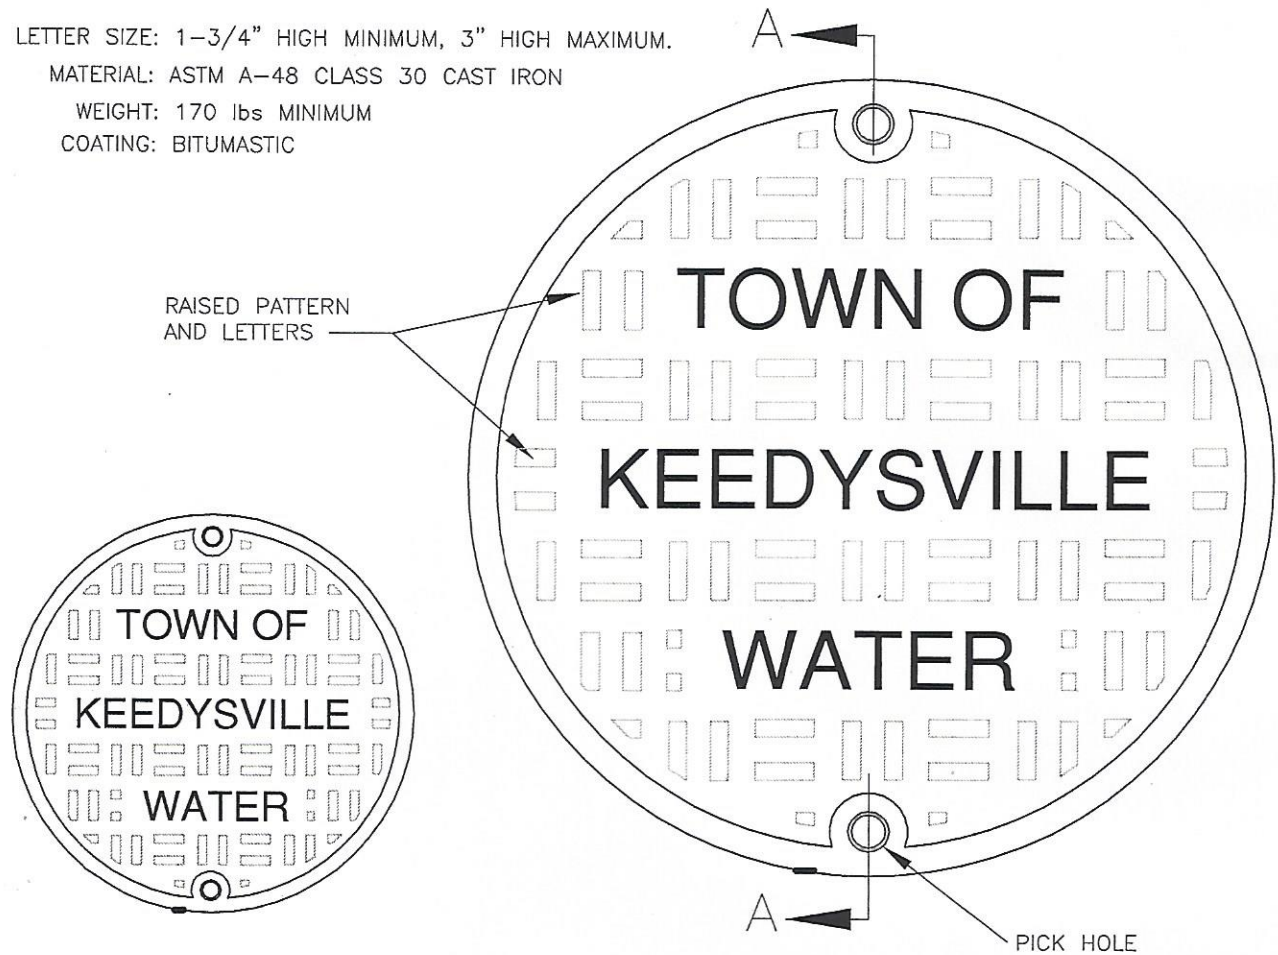 LETTER SIZE: 1-3/4" HIGH MINIMUM, 3" HIGH MAXIMUM.
MATERIAL: ASTM A-48 CLASS 30 CAST IRON
WEIGHT: 170 lbs MINIMUM
COATING: BITUMASTIC
A
RAISED PATTERN
AND LETTERS
TOWN OF
KEEDYSVILLE
WATER
TOWN OF
KEEDYSVILLE
WATER
A
PICK HOLE